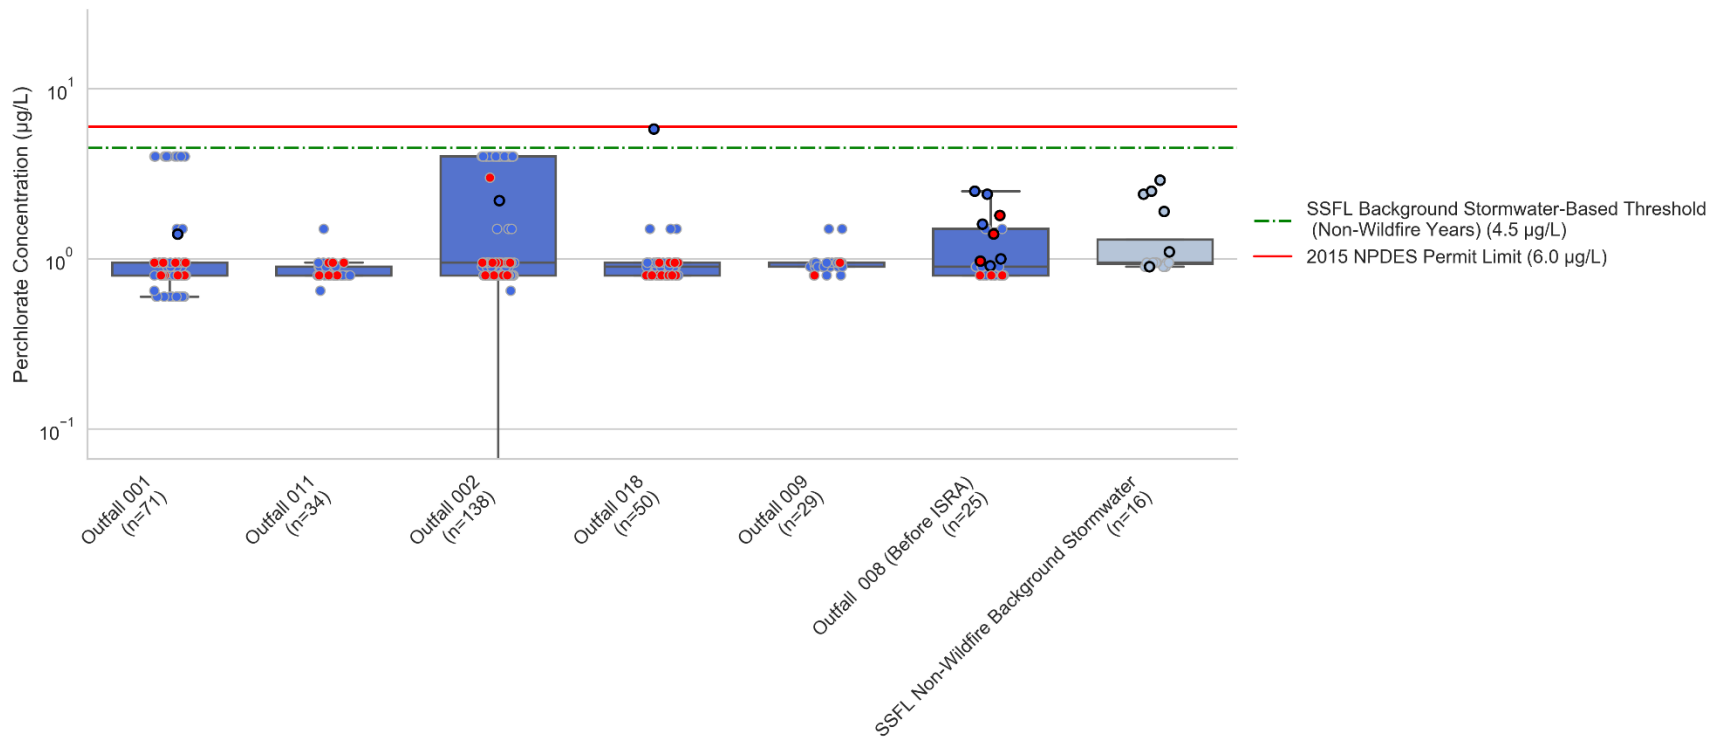 Perchlorate Concentration (µg/L)
10¹
10⁰
10⁻¹
Outfall 001
(n=71)
Outfall 011
(n=34)
Outfall 002
(n=138)
Outfall 018
(n=50)
Outfall 009
(n=29)
Outfall  008 (Before ISRA)
(n=25)
SSFL Non-Wildfire Background Stormwater
(n=16)
SSFL Background Stormwater-Based Threshold
(Non-Wildfire Years) (4.5 µg/L)
2015 NPDES Permit Limit (6.0 µg/L)